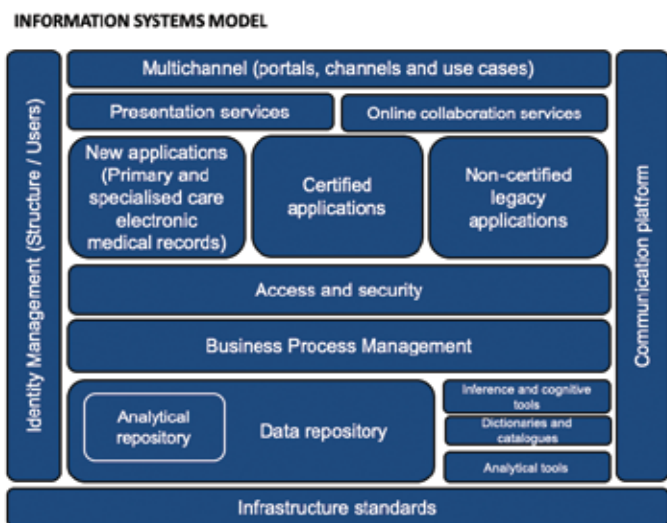 INFORMATION SYSTEMS MODEL
Identity Management (Structure / Users)
Multichannel (portals, channels and use cases)
Presentation services
Online collaboration services
New applications
(Primary and
specialised care
electronic
medical records)
Certified
applications
Non-certified
legacy
applications
Access and security
Business Process Management
Analytical
repository
Data repository
Inference and cognitive
tools
Dictionaries and
catalogues
Analytical tools
Communication platform
Infrastructure standards